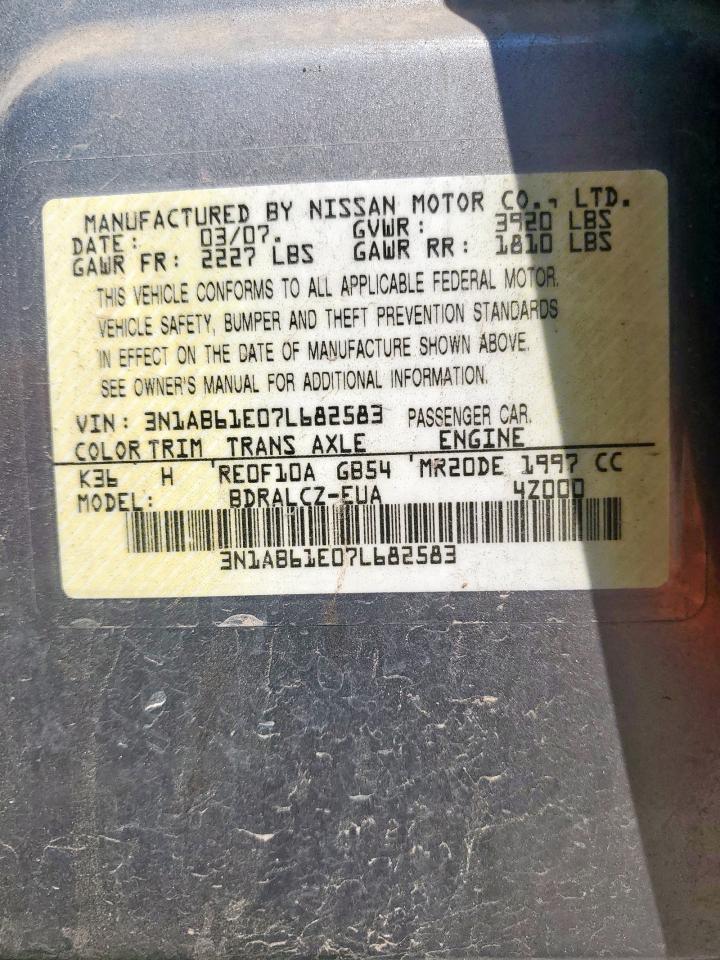 MANUFACTURED BY NISSAN MOTOR CO., LTD.
DATE: 03/07. GVWR: 3920 LBS
GAWR FR: 2227 LBS GAWR RR: 1810 LBS
THIS VEHICLE CONFORMS TO ALL APPLICABLE FEDERAL MOTOR.
VEHICLE SAFETY, BUMPER AND THEFT PREVENTION STANDARDS
IN EFFECT ON THE DATE OF MANUFACTURE SHOWN ABOVE.
SEE OWNER'S MANUAL FOR ADDITIONAL INFORMATION.
VIN: 3N1AB61E07L682583 PASSENGER CAR.
COLOR TRIM TRANS AXLE ENGINE
K36 H 'RE0F10A GB54 'MR20DE 1997 CC
MODEL: BDRALCZ-EUA 4Z000
3N1AB61E07L682583